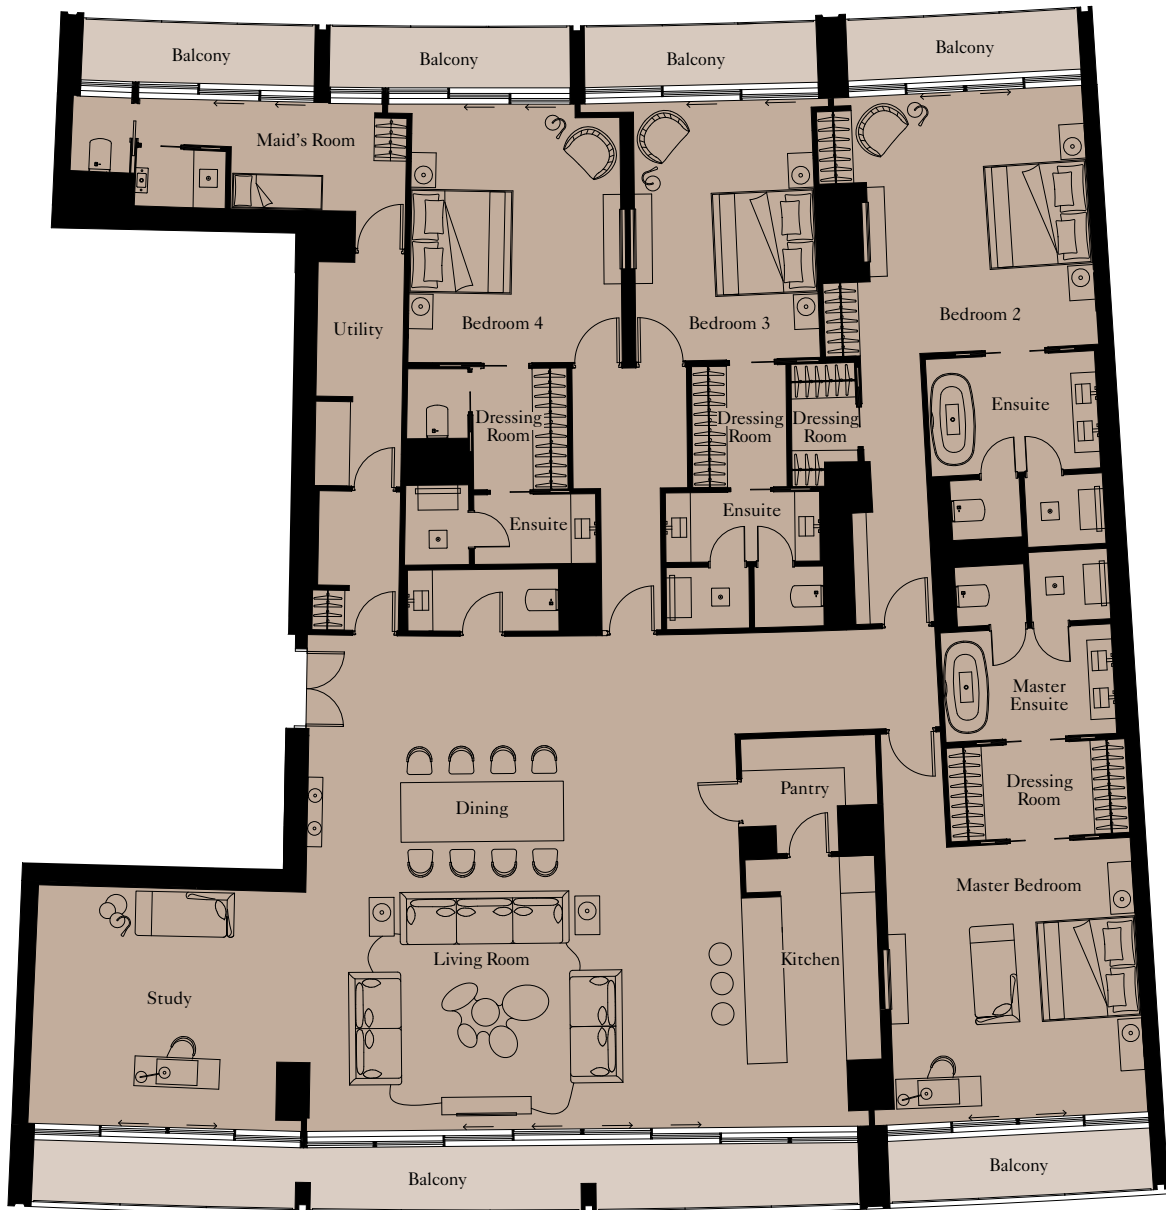 Balcony
Balcony
Balcony
Balcony
Maid's Room
Utility
Bedroom 4
Bedroom 3
Bedroom 2
Dressing
Room
Dressing
Room
Dressing
Room
Ensuite
Ensuite
Ensuite
Master
Ensuite
Dressing
Room
Pantry
Dining
Master Bedroom
Living Room
Kitchen
Study
Balcony
Balcony